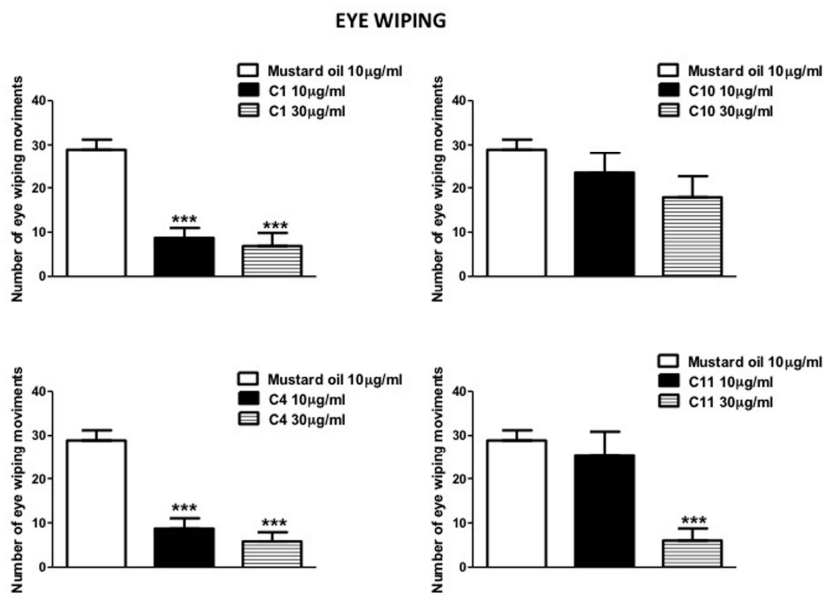 EYE WIPING
Mustard oil 10µg/ml
C1 10µg/ml
C1 30µg/ml
Number of eye wiping moviments
40
30
20
10
0
***
***
Mustard oil 10µg/ml
C10 10µg/ml
C10 30µg/ml
Number of eye wiping moviments
40
30
20
10
0
Mustard oil 10µg/ml
C4 10µg/ml
C4 30µg/ml
Number of eye wiping moviments
40
30
20
10
0
***
***
Mustard oil 10µg/ml
C11 10µg/ml
C11 30µg/ml
Number of eye wiping moviments
40
30
20
10
0
***